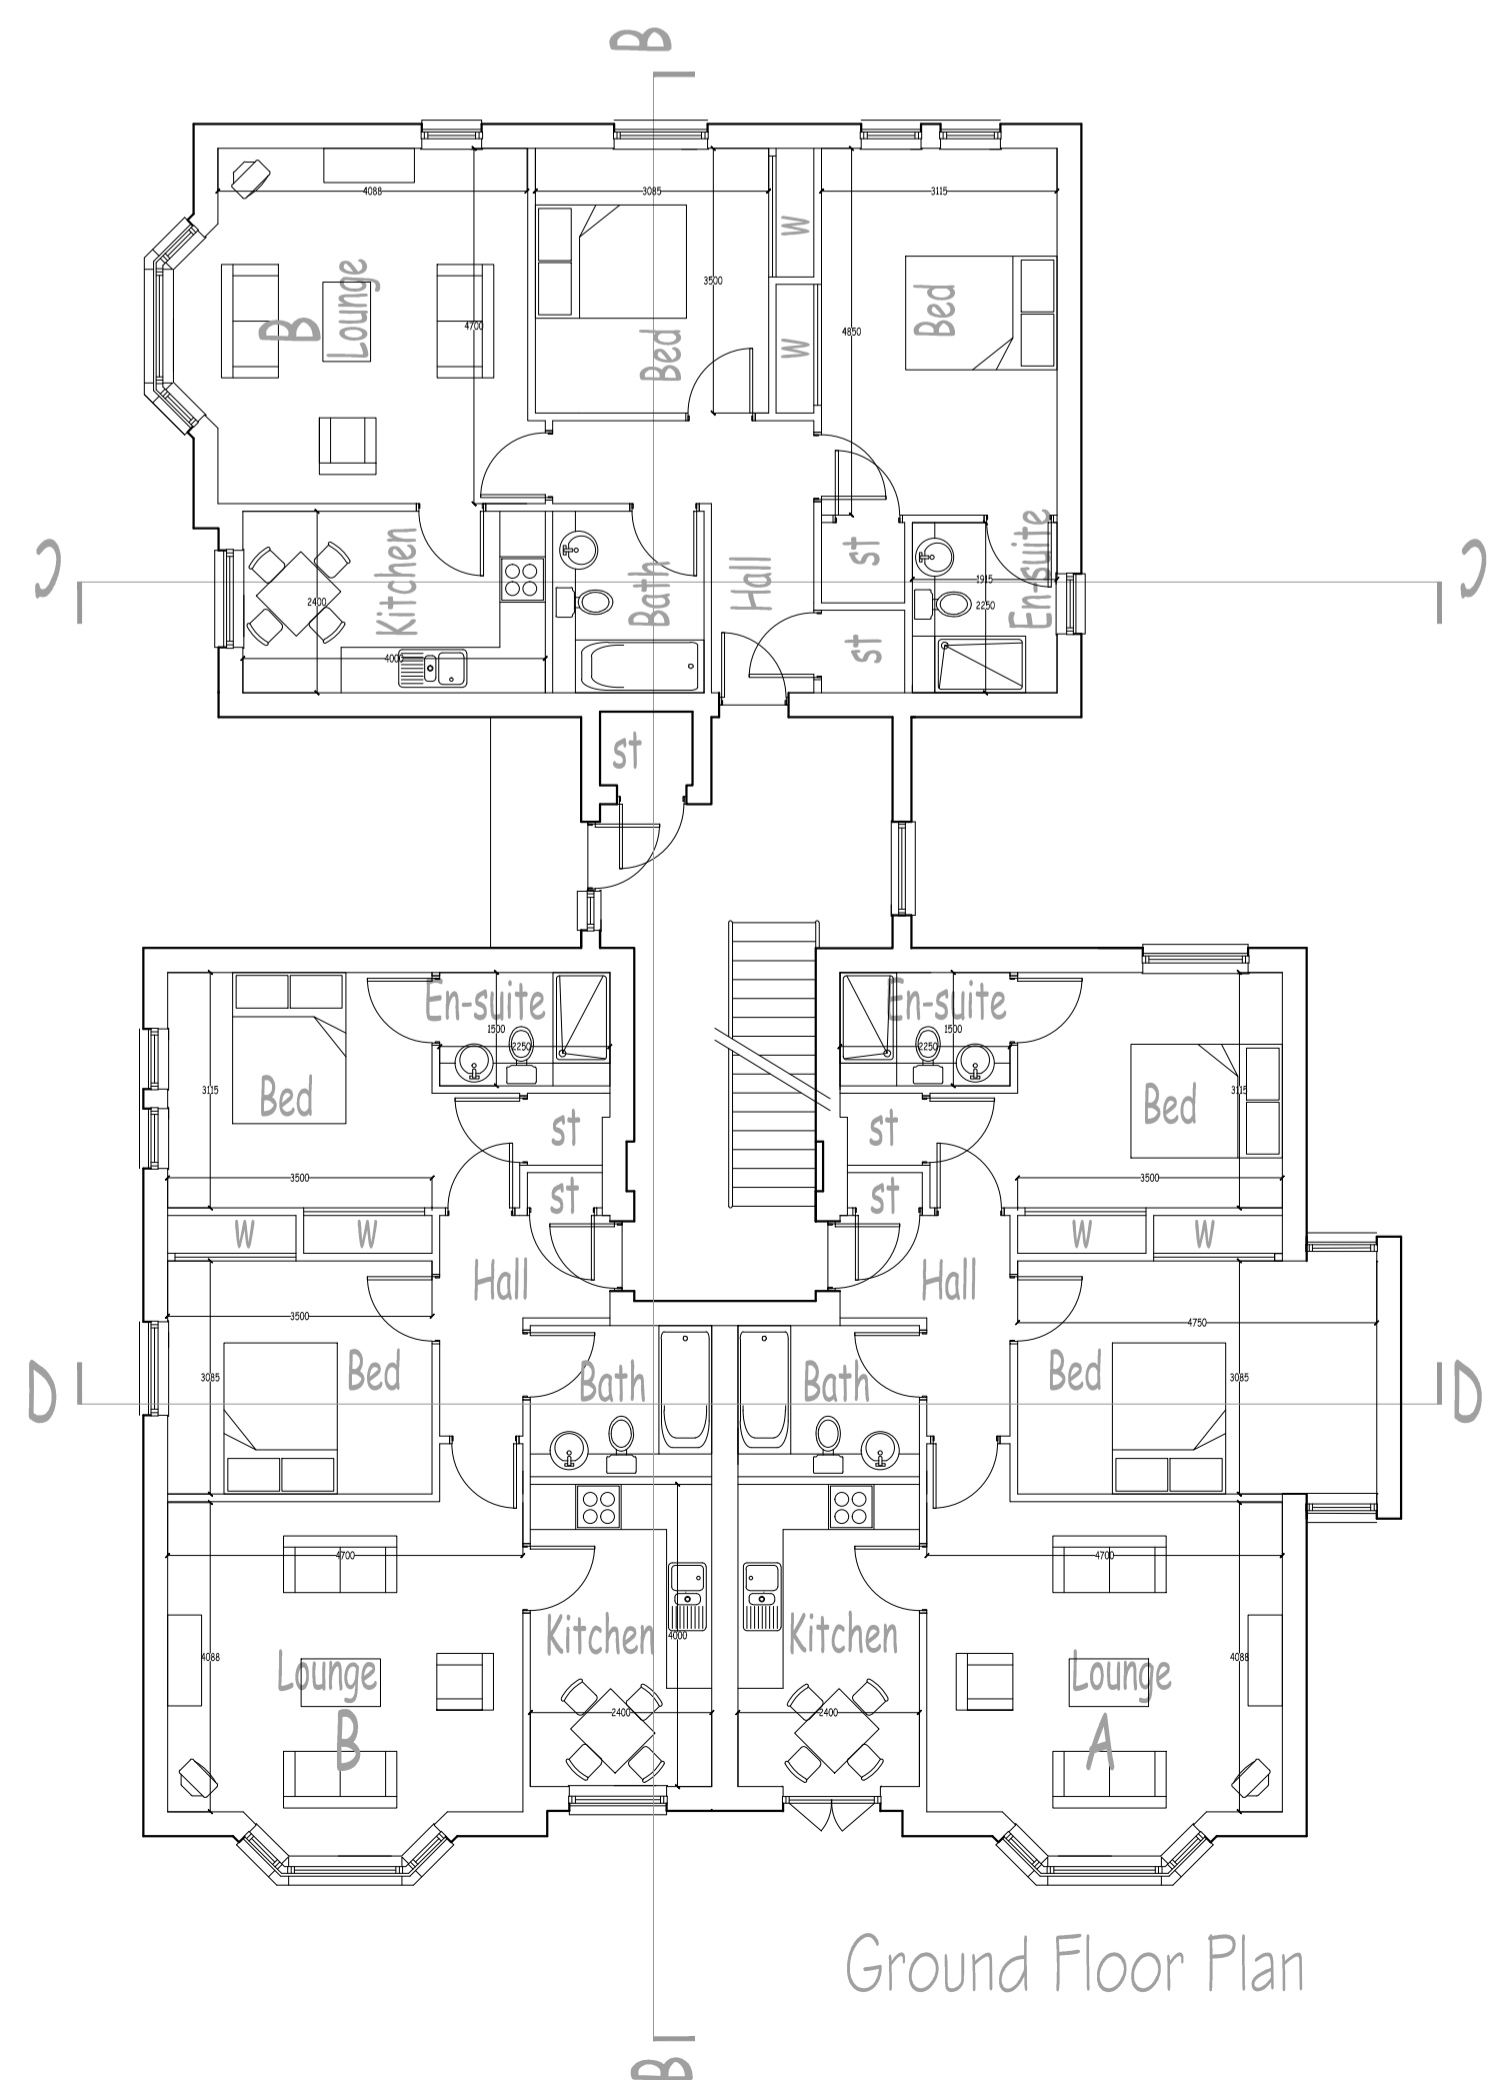 B
4088
3085
3115
W
Lounge
Bed
3500
B
4700
Bed
W
4850
C
Kitchen
2400
4000
Bath
Hall
st
1915
2250
En-suite
st
C
st
En-suite
1500
2250
En-suite
1500
2250
3115
Bed
st
st
Bed
3115
3500
st
st
3500
W
W
W
W
Hall
Hall
3500
4750
D
3085
Bed
Bath
Bath
Bed
3085
D
4700
4700
4088
Lounge
Kitchen
4000
Kitchen
Lounge
4088
B
2400
2400
A
Ground Floor Plan
B